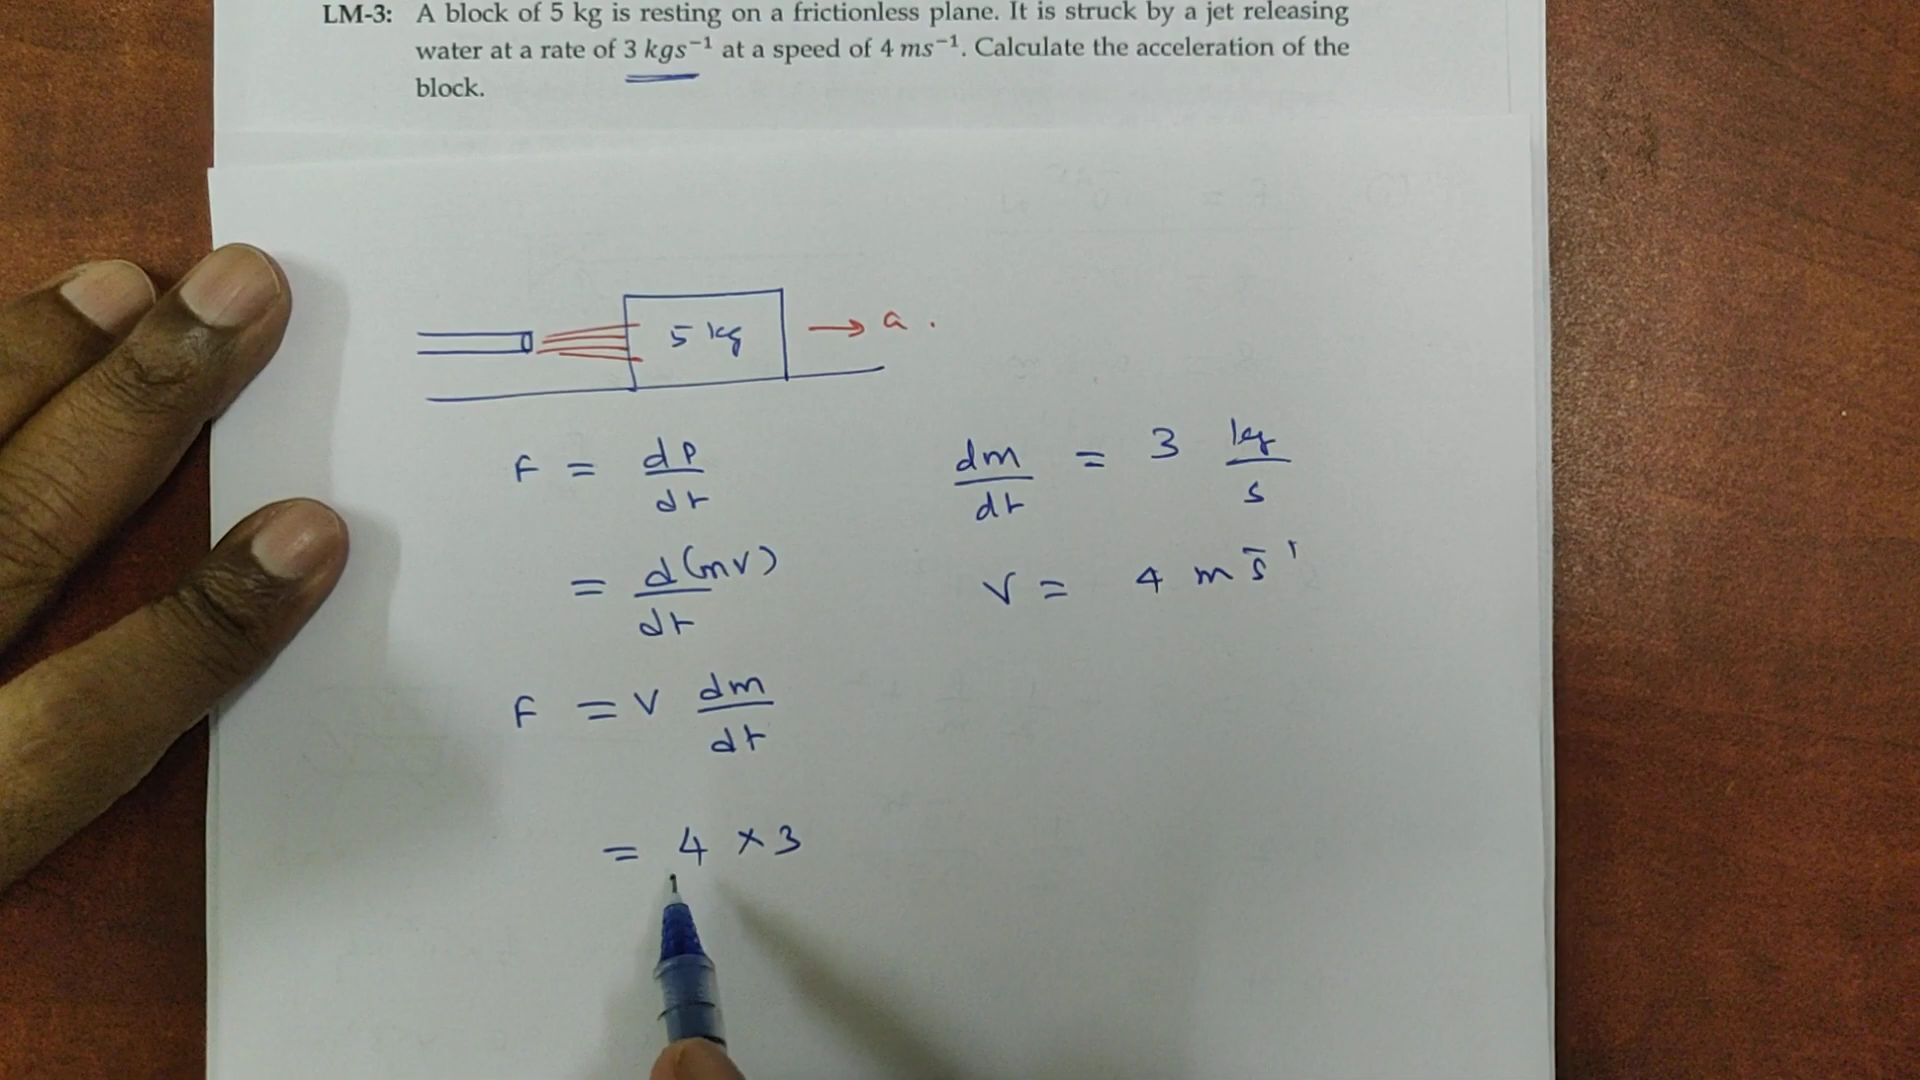 LM-3: A block of 5 kg is resting on a frictionless plane. It is struck by a jet releasing
water at a rate of 3 kgs⁻¹ at a speed of 4 ms⁻¹. Calculate the acceleration of the
block.
5 kg → a.
F = dp/dt
dm/dt = 3 kg/s
= d(mv)/dt
V = 4 m s⁻¹
F = V dm/dt
= 4 × 3